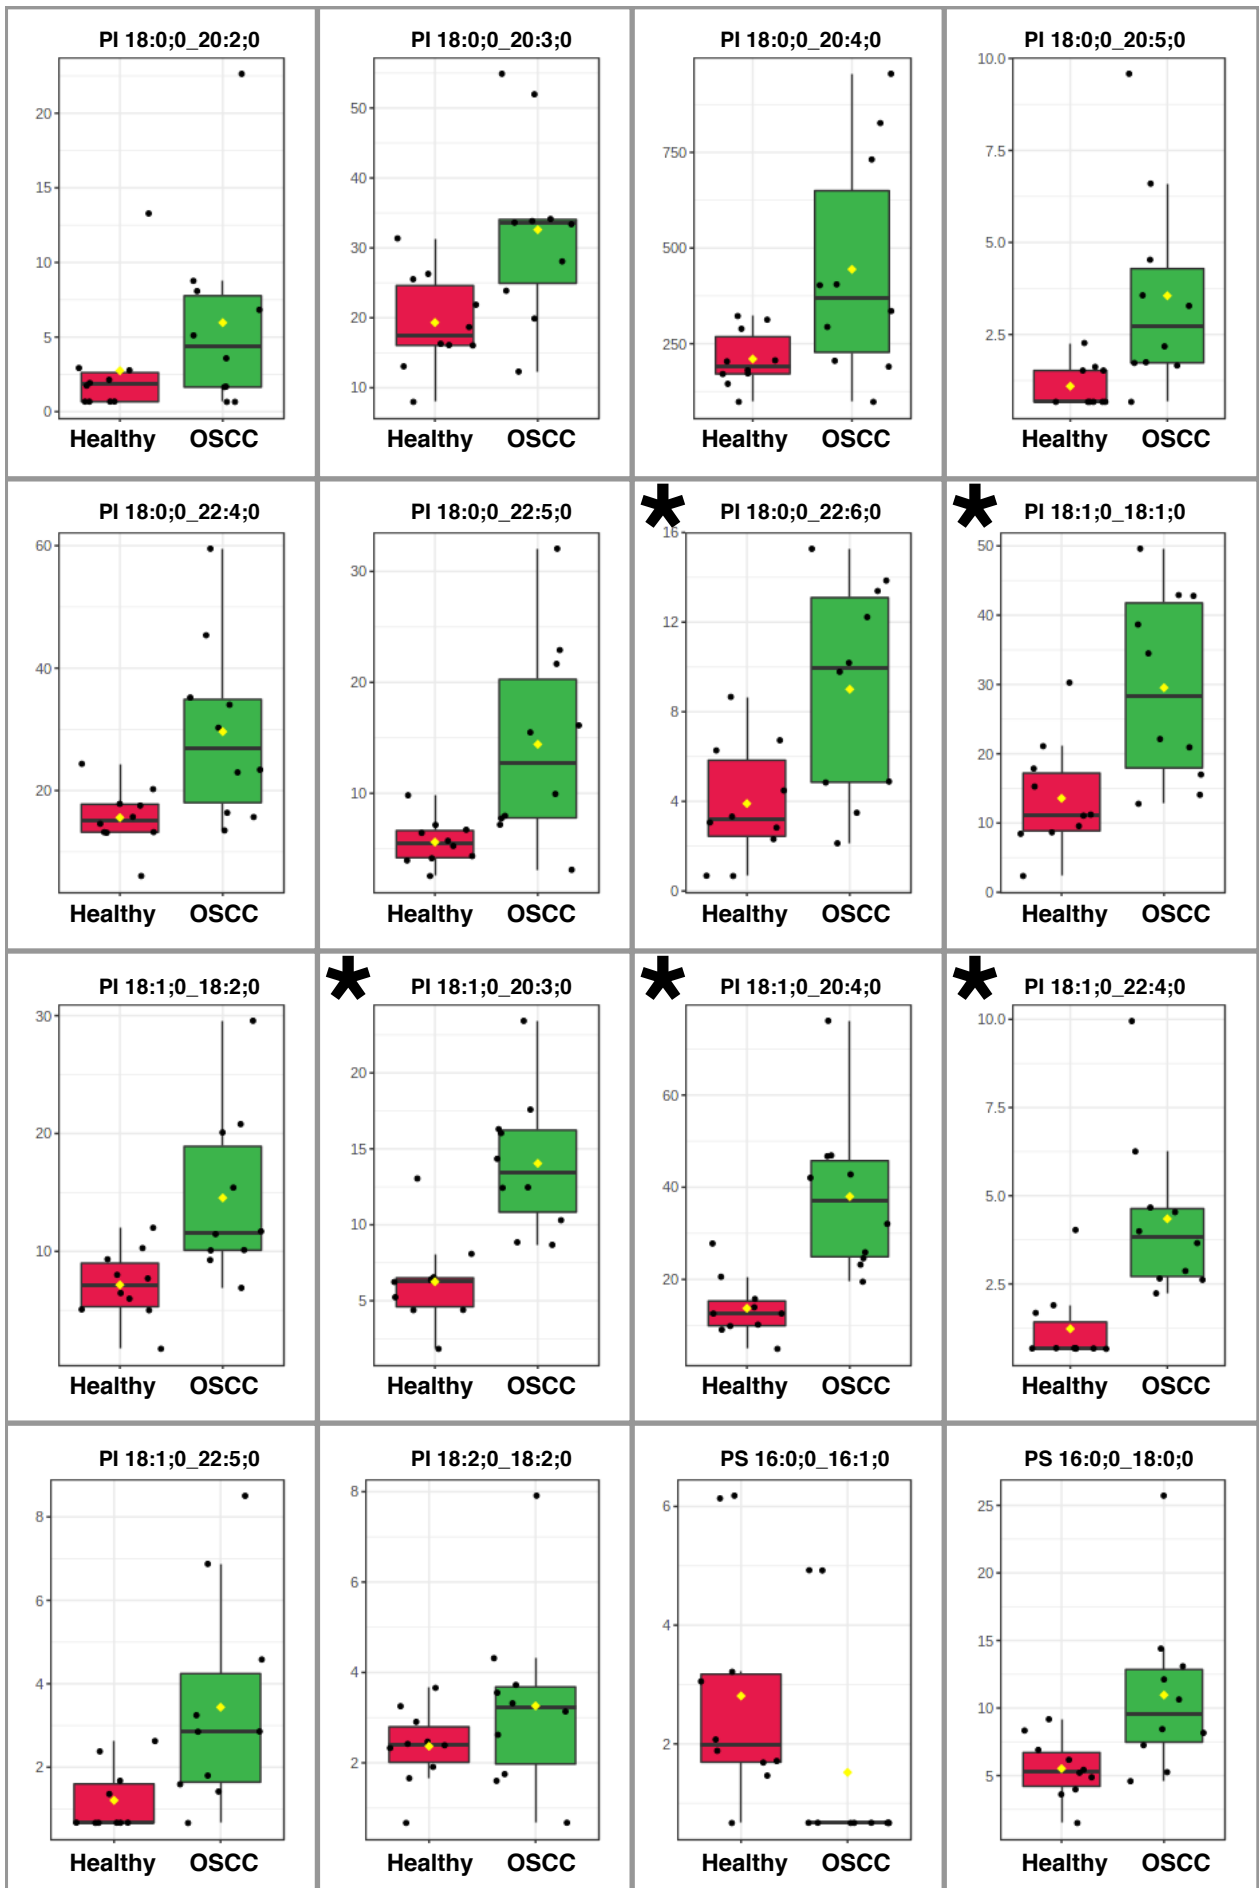 PI 18:0;0_20:2;0
20
15
10
5
0
Healthy OSCC
PI 18:0;0_20:3;0
50
40
30
20
10
Healthy OSCC
PI 18:0;0_20:4;0
750
500
250
Healthy OSCC
PI 18:0;0_20:5;0
10.0
7.5
5.0
2.5
Healthy OSCC
PI 18:0;0_22:4;0
60
40
20
Healthy OSCC
PI 18:0;0_22:5;0
30
20
10
Healthy OSCC
* PI 18:0;0_22:6;0
16
12
8
4
0
Healthy OSCC
* PI 18:1;0_18:1;0
50
40
30
20
10
0
Healthy OSCC
PI 18:1;0_18:2;0
30
20
10
Healthy OSCC
* PI 18:1;0_20:3;0
20
15
10
5
Healthy OSCC
* PI 18:1;0_20:4;0
60
40
20
Healthy OSCC
* PI 18:1;0_22:4;0
10.0
7.5
5.0
2.5
Healthy OSCC
PI 18:1;0_22:5;0
8
6
4
2
Healthy OSCC
PI 18:2;0_18:2;0
8
6
4
2
Healthy OSCC
PS 16:0;0_16:1;0
6
4
2
Healthy OSCC
PS 16:0;0_18:0;0
25
20
15
10
5
Healthy OSCC